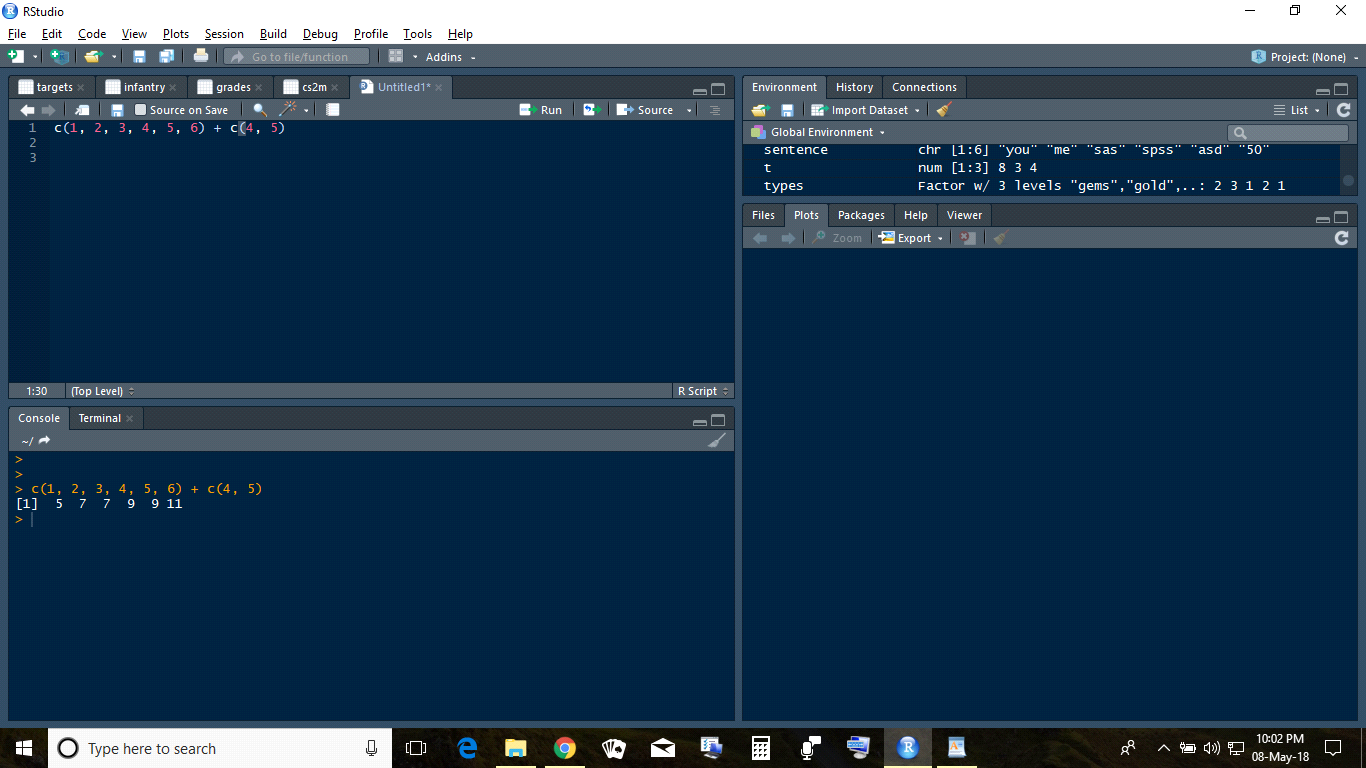 RStudio
File Edit Code View Plots Session Build Debug Profile Tools Help
Go to file/function Addins Project: (None)
targets infantry grades cs2m Untitled1*
Source on Save Run Source
1 c(1, 2, 3, 4, 5, 6) + c(4, 5)
2
3
1:30 (Top Level) R Script
Console Terminal
~/
>
>
> c(1, 2, 3, 4, 5, 6) + c(4, 5)
[1] 5 7 7 9 9 11
>
Environment History Connections
Import Dataset List
Global Environment
sentence chr [1:6] "you" "me" "sas" "spss" "asd" "50"
t num [1:3] 8 3 4
types Factor w/ 3 levels "gems","gold",..: 2 3 1 2 1
Files Plots Packages Help Viewer
Zoom Export
Type here to search
10:02 PM
08-May-18